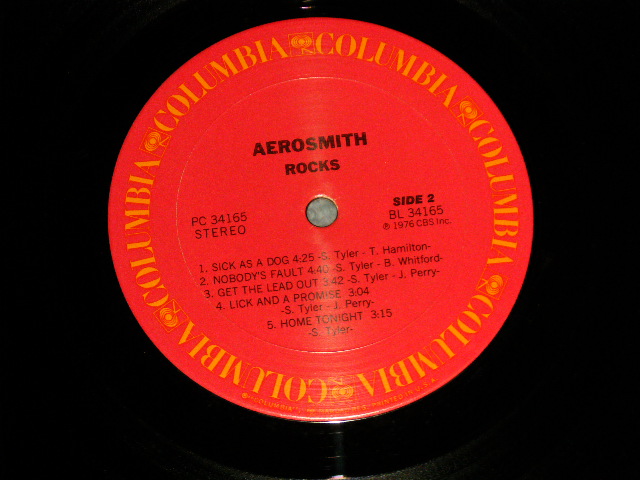 COLUMBIA COLUMBIA COLUMBIA COLUMBIA COLUMBIA COLUMBIA COLUMBIA COLUMBIA
AEROSMITH
ROCKS
PC 34165
STEREO
SIDE 2
BL 34165
℗ 1976 CBS Inc.
1. SICK AS A DOG 4:25 -S. Tyler - T. Hamilton-
2. NOBODY'S FAULT 4:40 -S. Tyler - B. Whitford-
3. GET THE LEAD OUT 3:42 -S. Tyler - J. Perry-
4. LICK AND A PROMISE 3:04
-S. Tyler - J. Perry-
5. HOME TONIGHT 3:15
-S. Tyler-